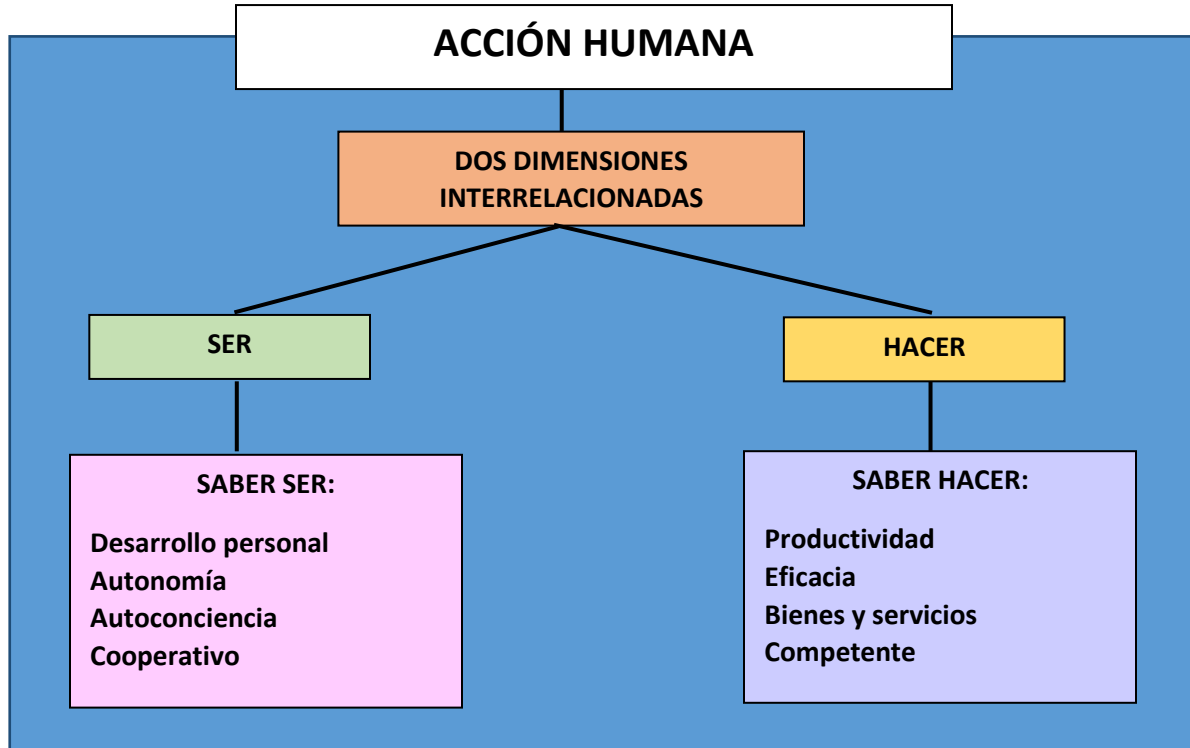 ACCIÓN HUMANA
DOS DIMENSIONES
INTERRELACIONADAS
SER
HACER
SABER SER:
Desarrollo personal
Autonomía
Autoconciencia
Cooperativo
SABER HACER:
Productividad
Eficacia
Bienes y servicios
Competente